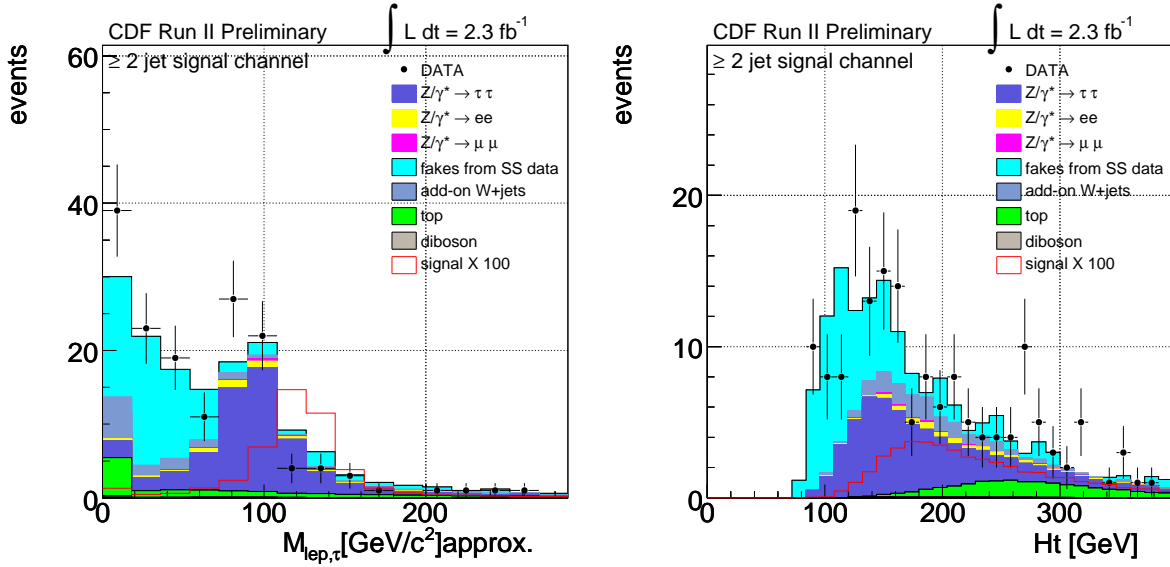 CDF Run II Preliminary ∫ L dt = 2.3 fb⁻¹
≥ 2 jet signal channel
events
60
40
20
0
DATA
Z/γ* → τ τ
Z/γ* → ee
Z/γ* → μ μ
fakes from SS data
add-on W+jets
top
diboson
signal X 100
0 100 200
M_lep,τ[GeV/c²]approx.
CDF Run II Preliminary ∫ L dt = 2.3 fb⁻¹
≥ 2 jet signal channel
events
20
10
0
DATA
Z/γ* → τ τ
Z/γ* → ee
Z/γ* → μ μ
fakes from SS data
add-on W+jets
top
diboson
signal X 100
0 100 200 300
Ht [GeV]